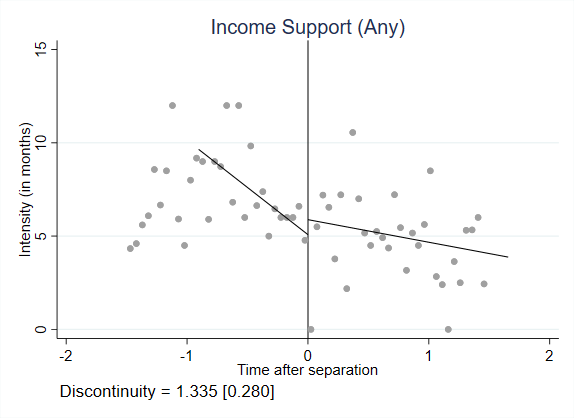 Income Support (Any)
Intensity (in months)
15
10
5
0
-2
-1
0
1
2
Time after separation
Discontinuity = 1.335 [0.280]